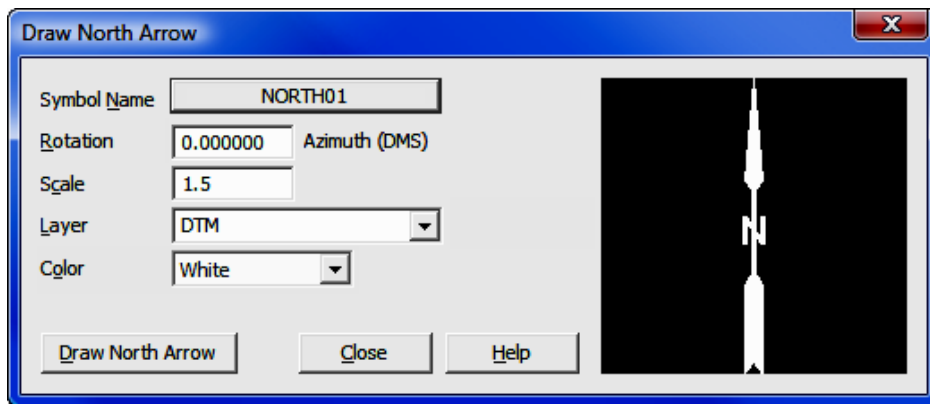 Draw North Arrow
X
Symbol Name NORTH01
Rotation 0.000000 Azimuth (DMS)
Scale 1.5
Layer DTM
Color White
N
Draw North Arrow Close Help